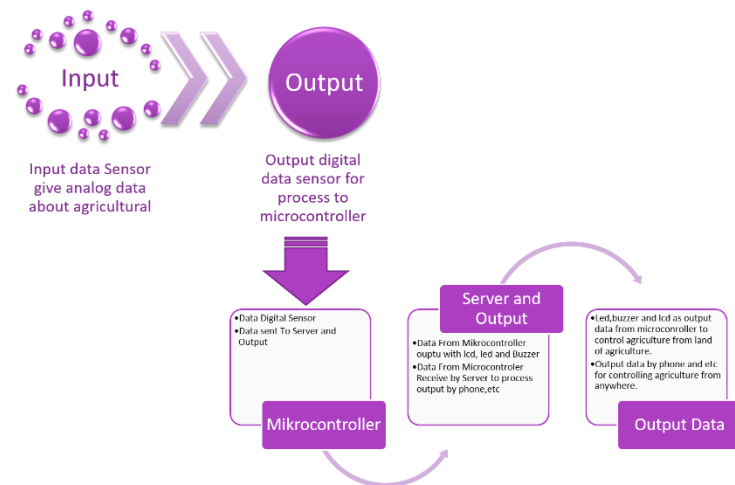 Input
Output
Input data Sensor
give analog data
about agricultural
Output digital
data sensor for
process to
microcontroller
•Data Digital Sensor
•Data sent To Server and
Output
Mikrocontroller
Server and
Output
•Data From Mikrocontroller
ouptu with lcd, led and Buzzer
•Data From Microcontroler
Receive by Server to process
output by phone,etc
•Led,buzzer and lcd as output
data from microconroller to
control agriculture from land
of agriculture.
•Output data by phone and etc
for controlling agriculture from
anywhere.
Output Data